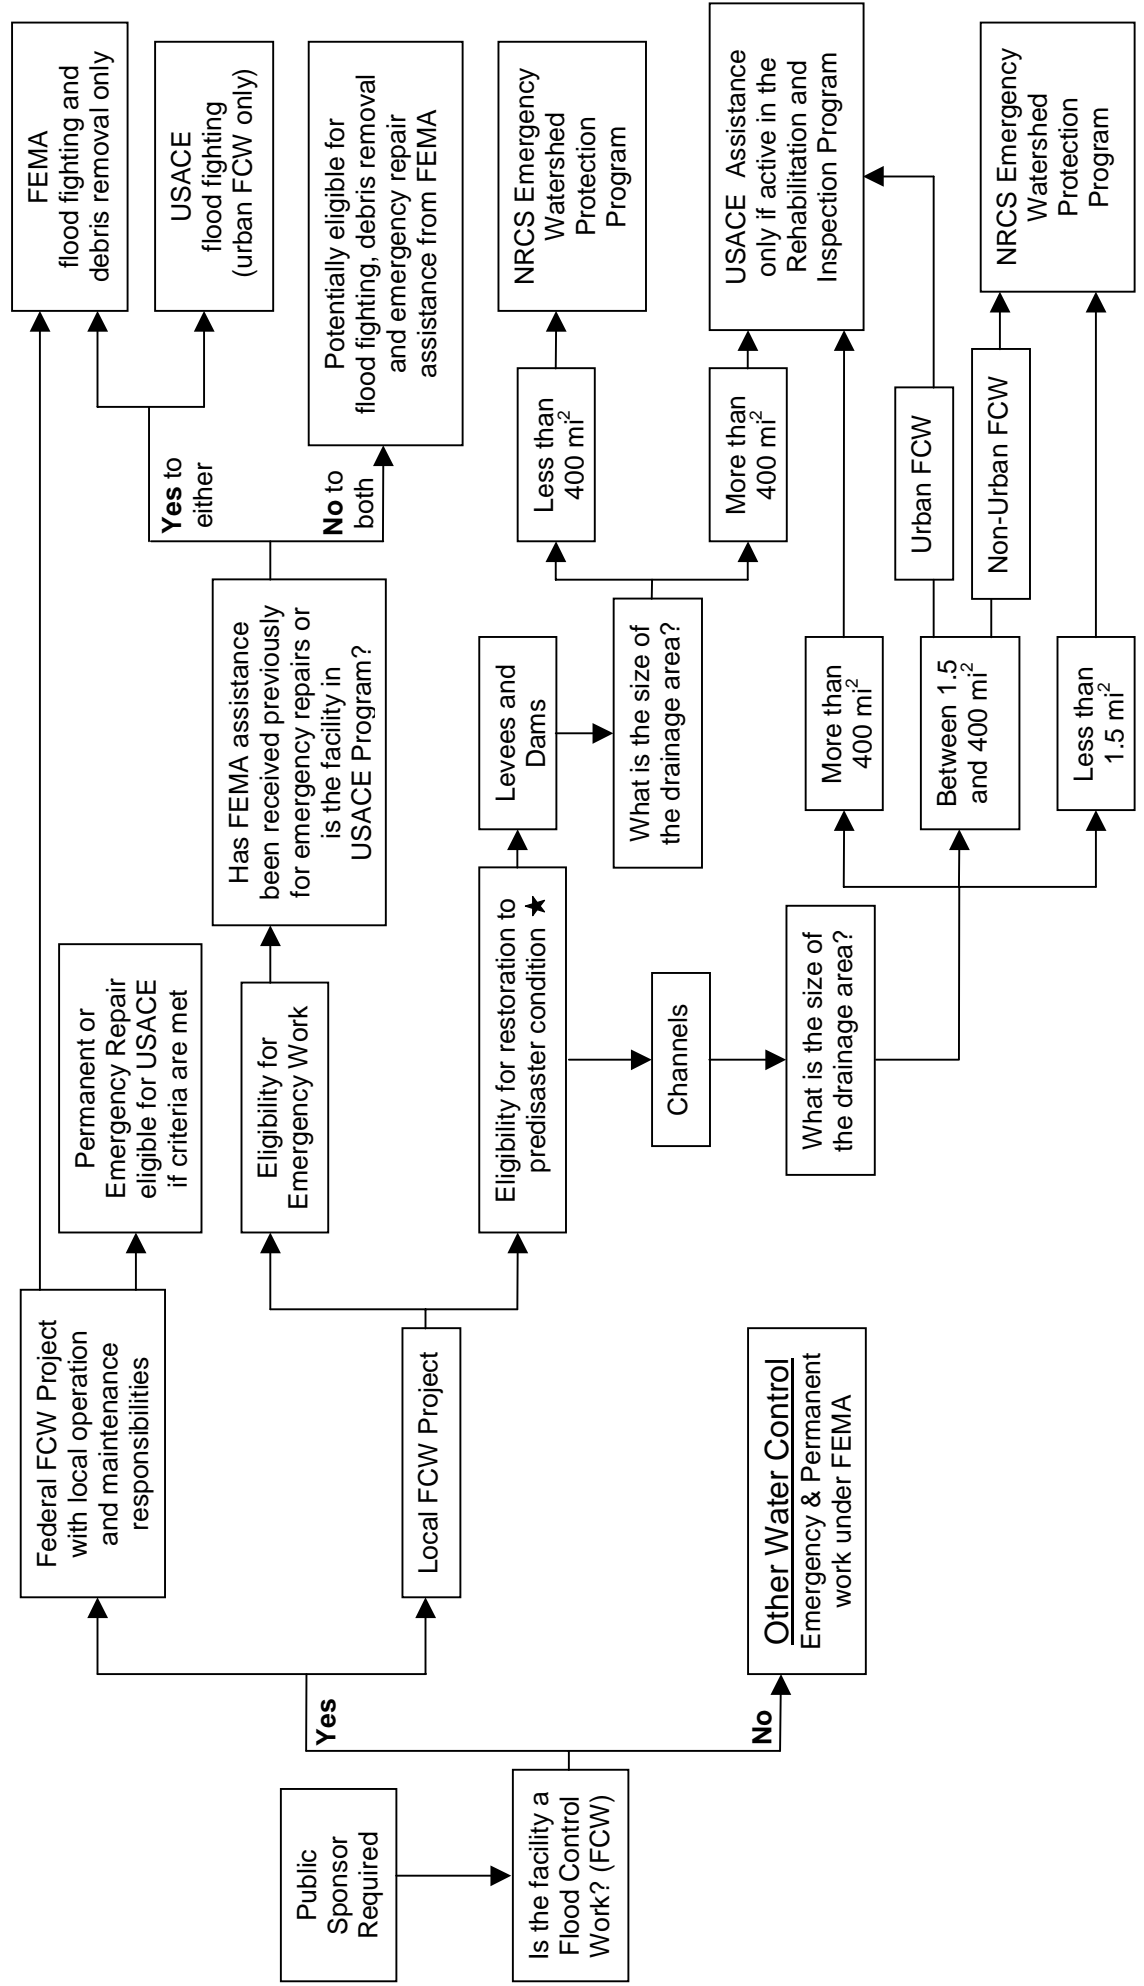 Public
Sponsor
Required
Is the facility a
Flood Control
Work? (FCW)
Yes
No
Federal FCW Project
with local operation
and maintenance
responsibilities
Local FCW Project
Other Water Control
Emergency & Permanent
work under FEMA
Permanent or
Emergency Repair
eligible for USACE
if criteria are met
Eligibility for
Emergency Work
Eligibility for restoration to
predisaster condition ★
Channels
What is the size of
the drainage area?
Has FEMA assistance
been received previously
for emergency repairs or
is the facility in
USACE Program?
Levees and
Dams
What is the size of
the drainage area?
More than
400 mi²
Between 1.5
and 400 mi²
Less than
1.5 mi²
Yes to
either
No to
both
Less than
400 mi²
More than
400 mi²
Urban FCW
Non-Urban FCW
FEMA
flood fighting and
debris removal only
USACE
flood fighting
(urban FCW only)
Potentially eligible for
flood fighting, debris removal
and emergency repair
assistance from FEMA
NRCS Emergency
Watershed
Protection
Program
USACE Assistance
only if active in the
Rehabilitation and
Inspection Program
NRCS Emergency
Watershed
Protection
Program